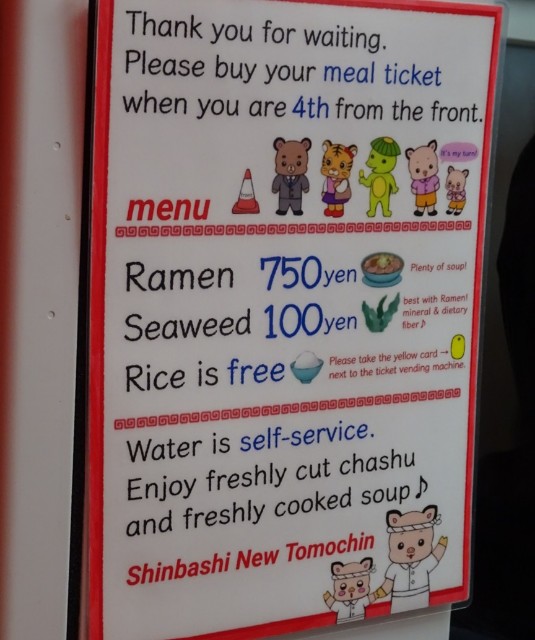 Thank you for waiting.
Please buy your meal ticket
when you are 4th from the front.
It's my turn!
menu
Ramen 750yen Plenty of soup!
Seaweed 100yen best with Ramen!
mineral & dietary
fiber♪
Rice is free Please take the yellow card →
next to the ticket vending machine.
Water is self-service.
Enjoy freshly cut chashu
and freshly cooked soup♪
Shinbashi New Tomochin